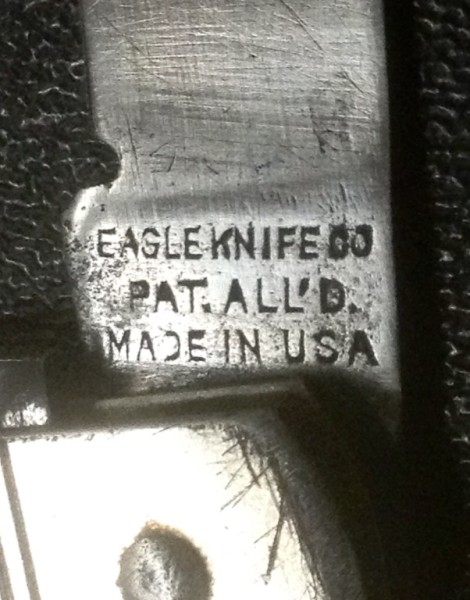 EAGLE KNIFE CO
PAT. ALL'D.
MADE IN USA